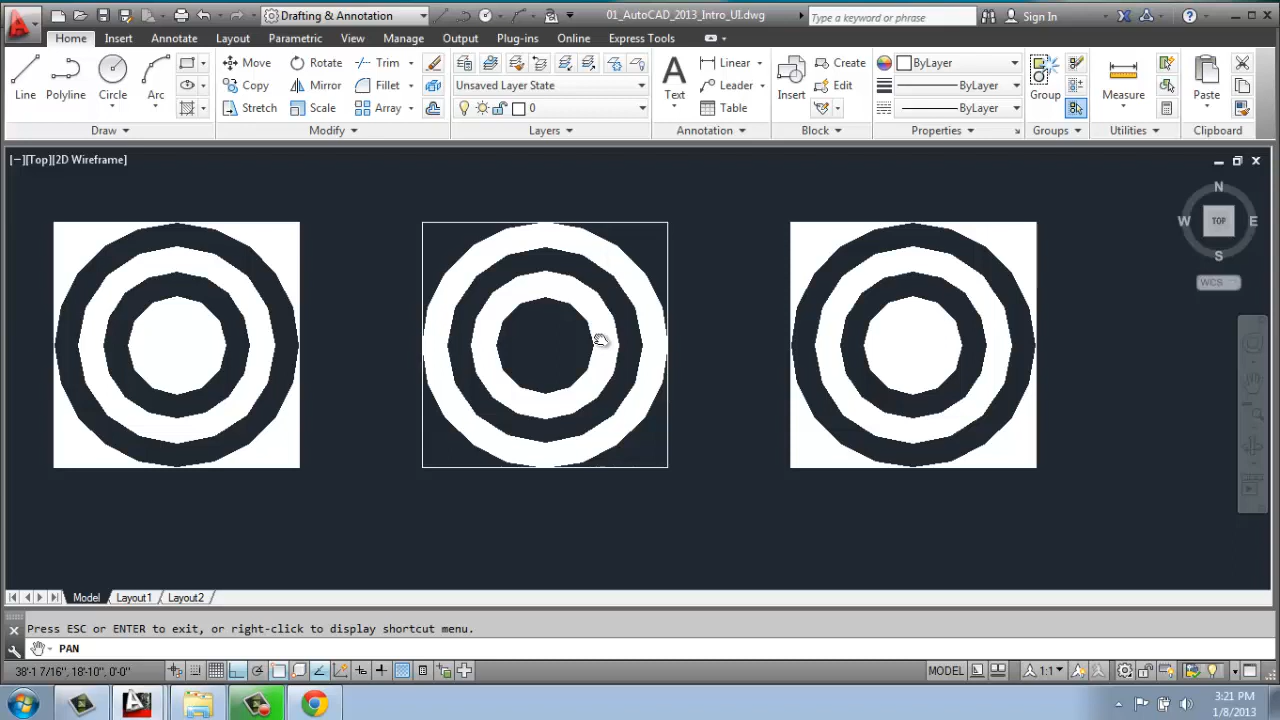 Drafting & Annotation
01_AutoCAD_2013_Intro_UI.dwg
Type a keyword or phrase
Sign In
Home Insert Annotate Layout Parametric View Manage Output Plug-ins Online Express Tools
Line Polyline Circle Arc
Move Rotate Trim
Copy Mirror Fillet
Stretch Scale Array
Unsaved Layer State
0
Text
Linear
Leader
Table
Insert
Create
Edit
ByLayer
ByLayer
ByLayer
Group
Measure
Paste
Draw Modify Layers Annotation Block Properties Groups Utilities Clipboard
[−][Top][2D Wireframe]
N
W TOP E
S
WCS
Model Layout1 Layout2
Press ESC or ENTER to exit, or right-click to display shortcut menu.
PAN
38'-1 7/16", 18'-10", 0'-0"
MODEL
1:1
3:21 PM
1/8/2013